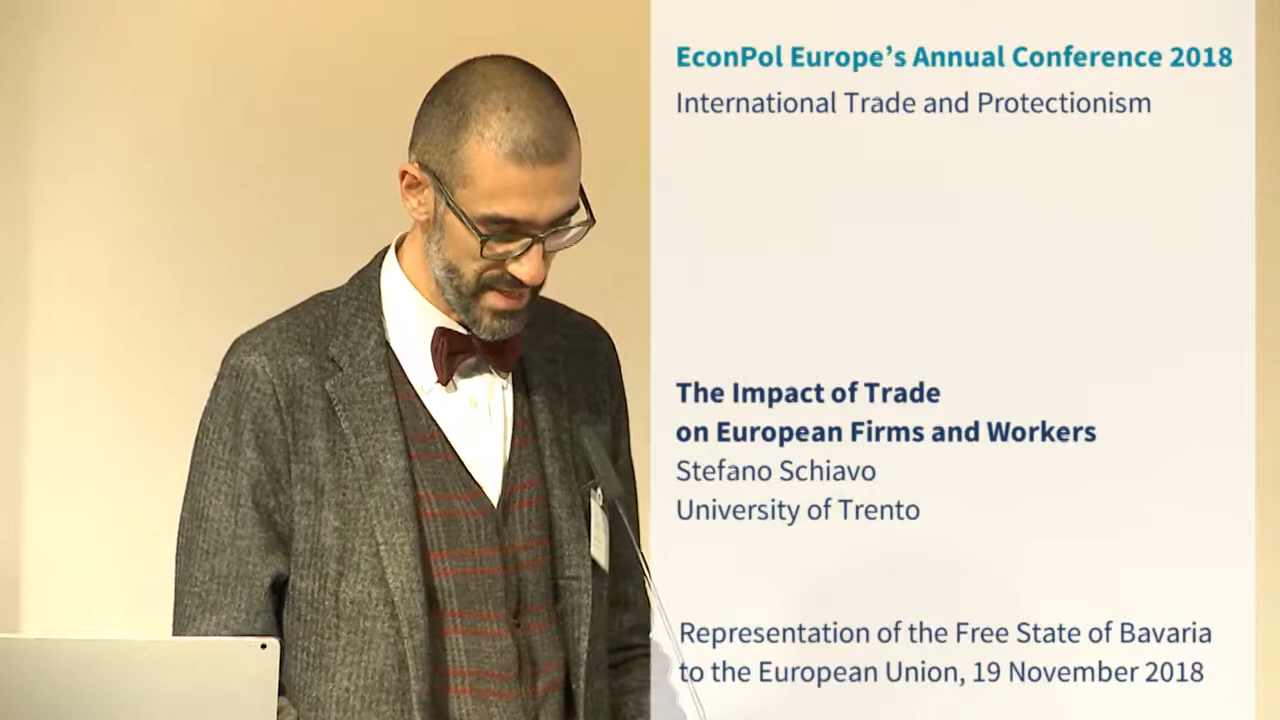 EconPol Europe's Annual Conference 2018
International Trade and Protectionism
The Impact of Trade
on European Firms and Workers
Stefano Schiavo
University of Trento
Representation of the Free State of Bavaria
to the European Union, 19 November 2018